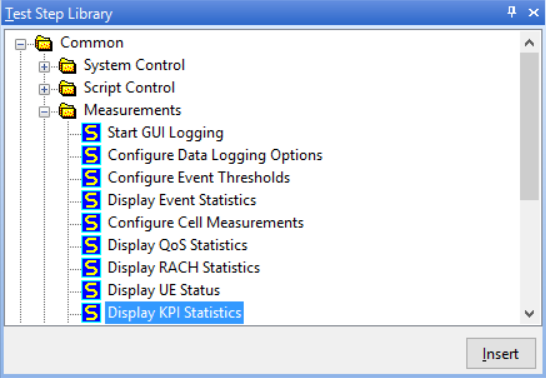 Test Step Library
Common
System Control
Script Control
Measurements
Start GUI Logging
Configure Data Logging Options
Configure Event Thresholds
Display Event Statistics
Configure Cell Measurements
Display QoS Statistics
Display RACH Statistics
Display UE Status
Display KPI Statistics
Insert